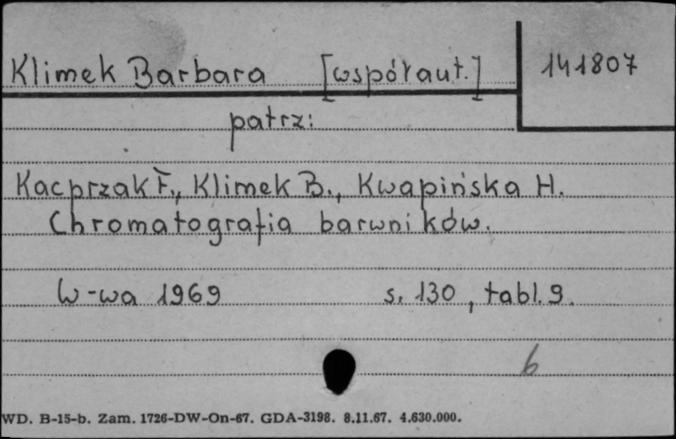 Klimek Barbara [współaut.] 141807
patrz:
Kacprzak F., Klimek B., Kwapińska H.
Chromatografia barwników.
W-wa 1969 s. 130, tabl. 9.
6
WD. B-15-b. Zam. 1726-DW-On-67. GDA-3198. 8.11.67. 4.630.000.